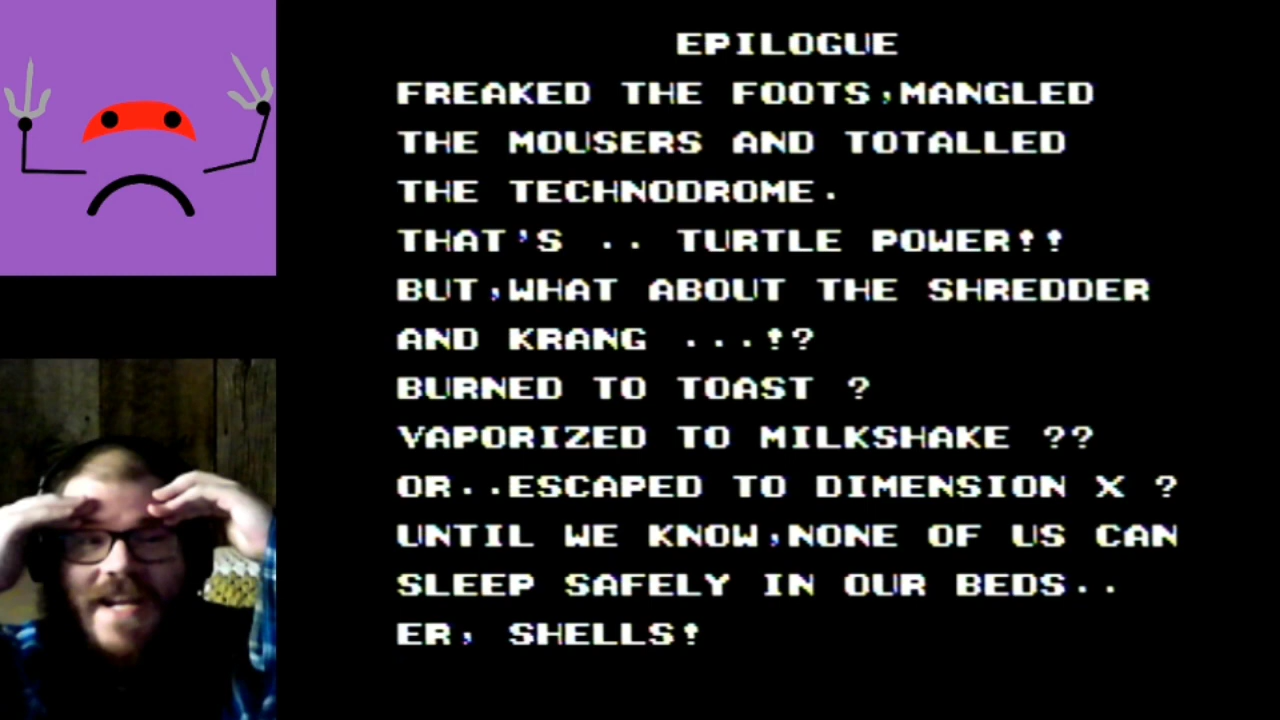 EPILOGUE
FREAKED THE FOOTS,MANGLED
THE MOUSERS AND TOTALLED
THE TECHNODROME.
THAT'S .. TURTLE POWER!!
BUT,WHAT ABOUT THE SHREDDER
AND KRANG ...!?
BURNED TO TOAST ?
VAPORIZED TO MILKSHAKE ??
OR..ESCAPED TO DIMENSION X ?
UNTIL WE KNOW,NONE OF US CAN
SLEEP SAFELY IN OUR BEDS..
ER, SHELLS!